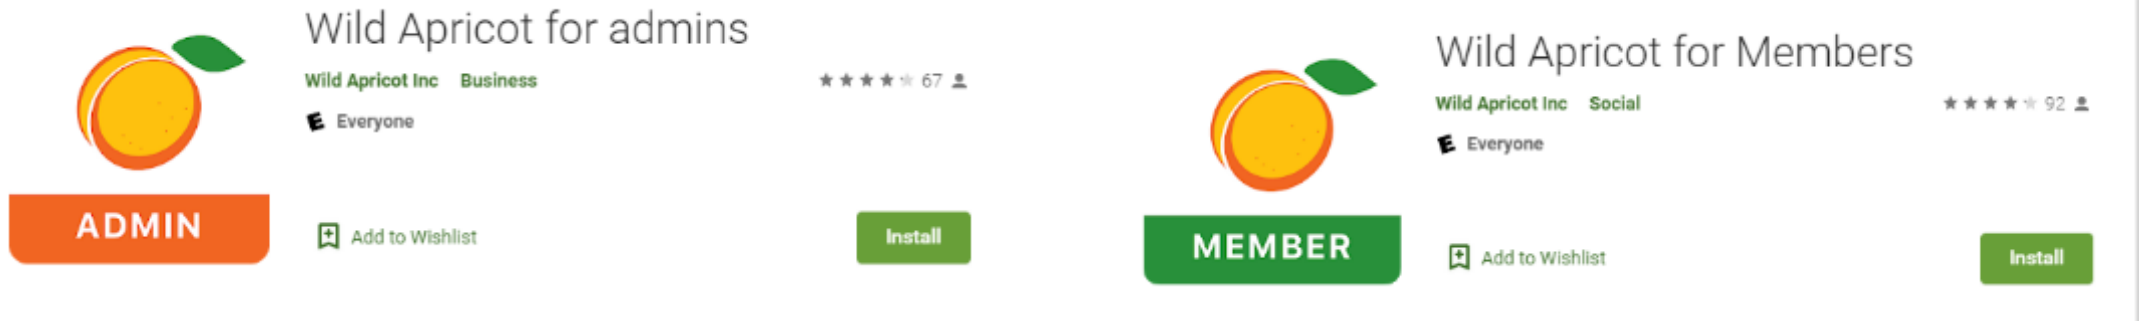 Wild Apricot for admins
Wild Apricot Inc Business 67
E Everyone
ADMIN
Add to Wishlist Install
Wild Apricot for Members
Wild Apricot Inc Social 92
E Everyone
MEMBER
Add to Wishlist Install